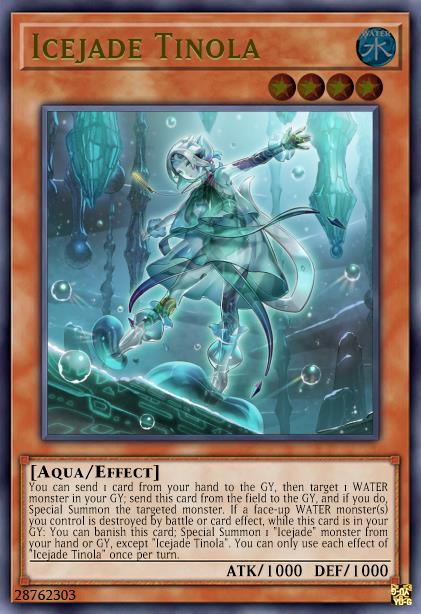 Icejade Tinola
WATER
水
[Aqua/Effect]
You can send 1 card from your hand to the GY, then target 1 WATER
monster in your GY; send this card from the field to the GY, and if you do,
Special Summon the targeted monster. If a face-up WATER monster(s)
you control is destroyed by battle or card effect, while this card is in your
GY: You can banish this card; Special Summon 1 "Icejade" monster from
your hand or GY, except "Icejade Tinola". You can only use each effect of
"Icejade Tinola" once per turn.
ATK/1000 DEF/1000
28762303